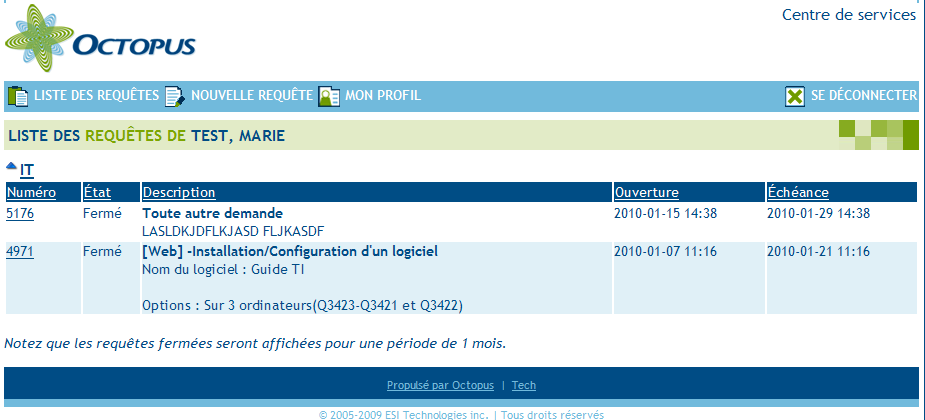 Centre de services
OCTOPUS
LISTE DES REQUÊTES NOUVELLE REQUÊTE MON PROFIL SE DÉCONNECTER
LISTE DES REQUÊTES DE TEST, MARIE
IT
Numéro État Description Ouverture Échéance
5176 Fermé Toute autre demande 2010-01-15 14:38 2010-01-29 14:38
LASLDKJDFLKJASD FLJKASDF
4971 Fermé [Web] -Installation/Configuration d'un logiciel 2010-01-07 11:16 2010-01-21 11:16
Nom du logiciel : Guide TI
Options : Sur 3 ordinateurs(Q3423-Q3421 et Q3422)
Notez que les requêtes fermées seront affichées pour une période de 1 mois.
Propulsé par Octopus | Tech
© 2005-2009 ESI Technologies inc. | Tous droits réservés